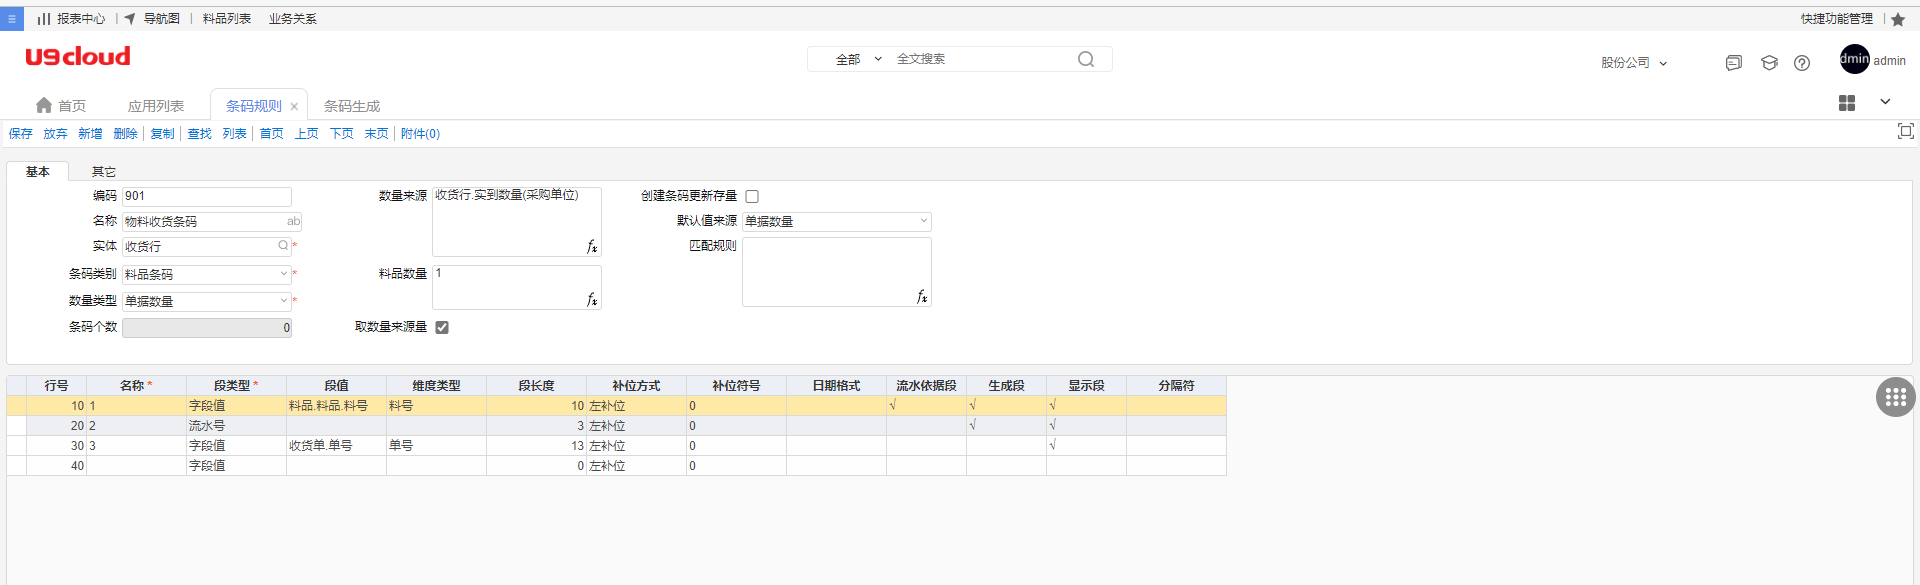 报表中心 | 导航图 | 料品列表 业务关系 快捷功能管理 |
U9cloud 全部 全文搜索 股份公司 dmin admin
首页 应用列表 条码规则 × 条码生成
保存 放弃 新增 删除 | 复制 | 查找 列表 | 首页 上页 下页 末页 | 附件(0)
基本 其它
编码 901 数量来源 收货行.实到数量(采购单位) 创建条码更新存量
名称 物料收货条码 ab 默认值来源 单据数量
实体 收货行 * fx 匹配规则
条码类别 料品条码 * 料品数量 1
数量类型 单据数量 * fx fx
条码个数 0 取数量来源量
行号 名称 * 段类型 * 段值 维度类型 段长度 补位方式 补位符号 日期格式 流水依据段 生成段 显示段 分隔符
10 1 字段值 料品.料品.料号 料号 10 左补位 0 √ √ √
20 2 流水号 3 左补位 0 √ √
30 3 字段值 收货单.单号 单号 13 左补位 0 √
40 字段值 0 左补位 0